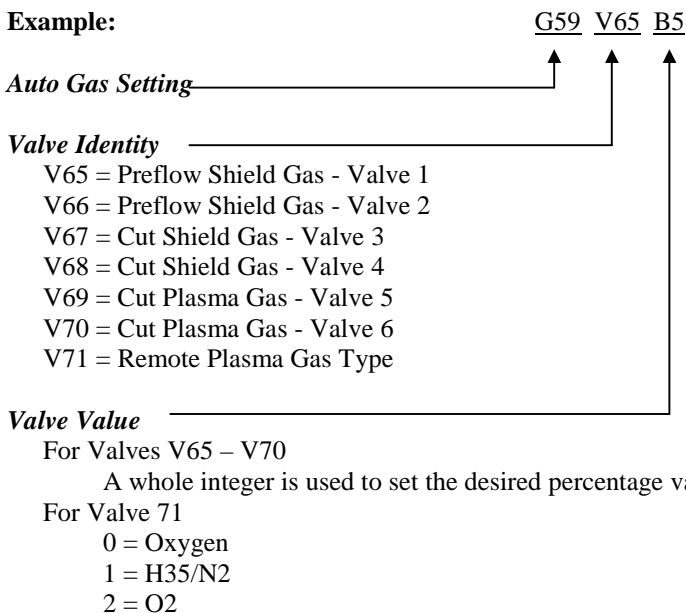 Example: G59 V65 B5
Auto Gas Setting
Valve Identity
V65 = Preflow Shield Gas - Valve 1
V66 = Preflow Shield Gas - Valve 2
V67 = Cut Shield Gas - Valve 3
V68 = Cut Shield Gas - Valve 4
V69 = Cut Plasma Gas - Valve 5
V70 = Cut Plasma Gas - Valve 6
V71 = Remote Plasma Gas Type
Valve Value
For Valves V65 – V70
A whole integer is used to set the desired percentage
For Valve 71
0 = Oxygen
1 = H35/N2
2 = O2